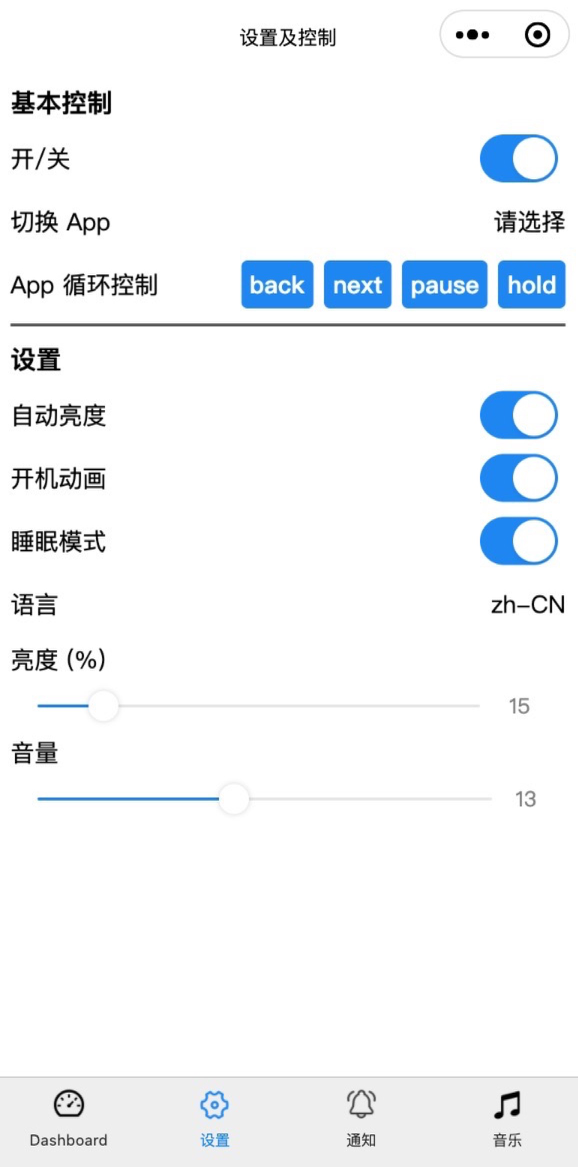 设置及控制
基本控制
开/关
切换 App 请选择
App 循环控制 back next pause hold
设置
自动亮度
开机动画
睡眠模式
语言 zh-CN
亮度 (%)
15
音量
13
Dashboard 设置 通知 音乐